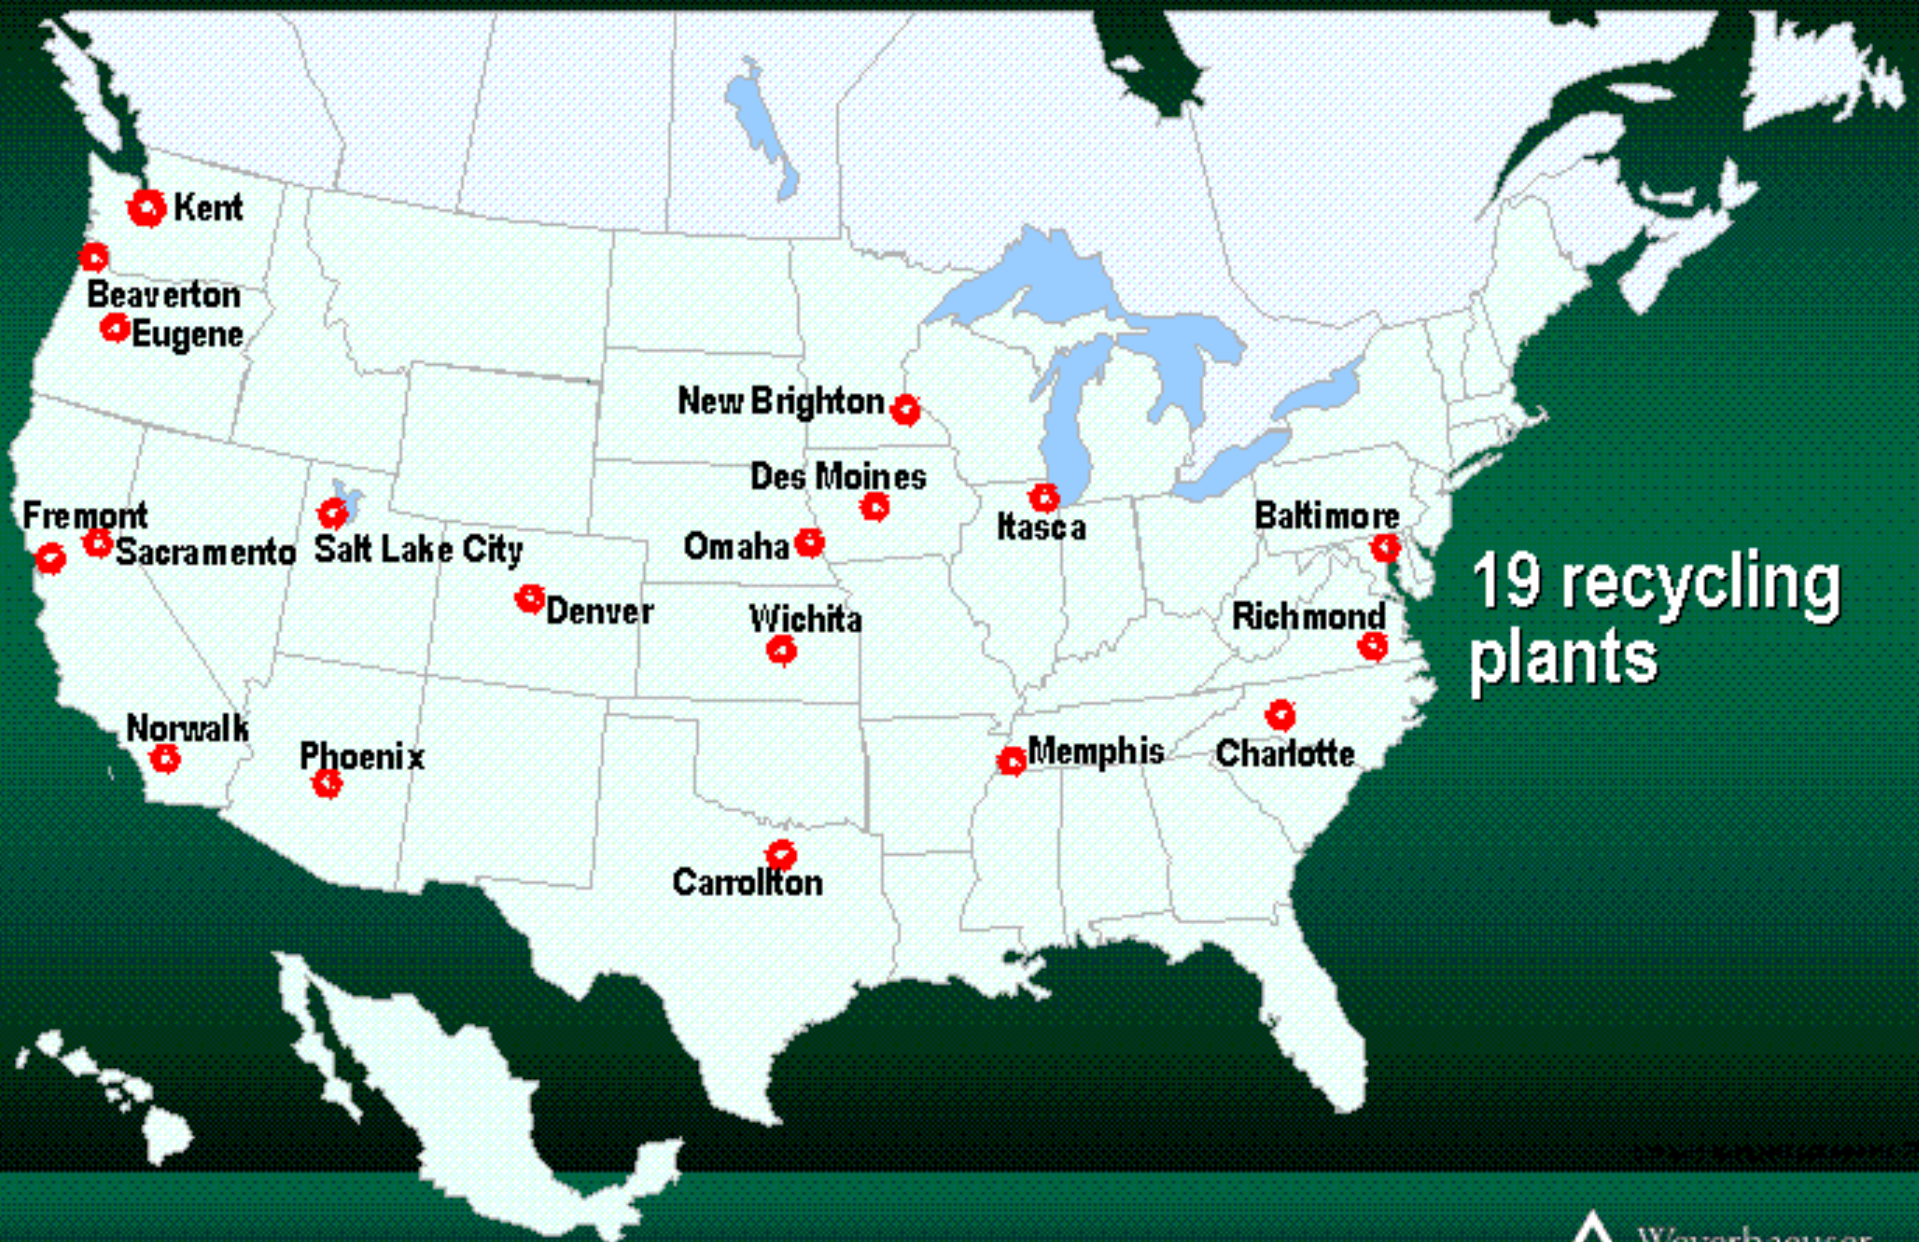 Kent
Beaverton
Eugene
New Brighton
Des Moines
Fremont
Sacramento
Salt Lake City
Omaha
Itasca
Baltimore
19 recycling
plants
Denver
Wichita
Richmond
Norwalk
Phoenix
Memphis
Charlotte
Carrollton
Weyerhaeuser